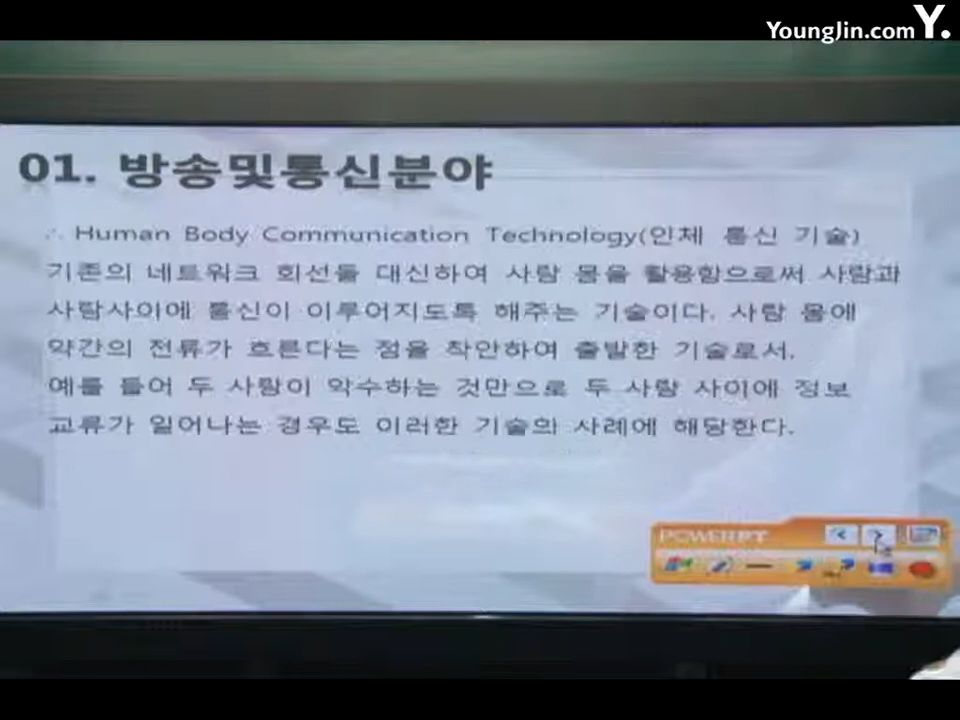 YoungJin.com Y.
01. 방송및통신분야
∴ Human Body Communication Technology(인체 통신 기술)
기존의 네트워크 회선들 대신하여 사람 몸을 활용함으로써 사람과
사람사이에 통신이 이루어지도록 해주는 기술이다. 사람 몸에
약간의 전류가 흐른다는 점을 착안하여 출발한 기술로서.
예를 들어 두 사람이 악수하는 것만으로 두 사람 사이에 정보
교류가 일어나는 경우도 이러한 기술의 사례에 해당한다.
POWERPT